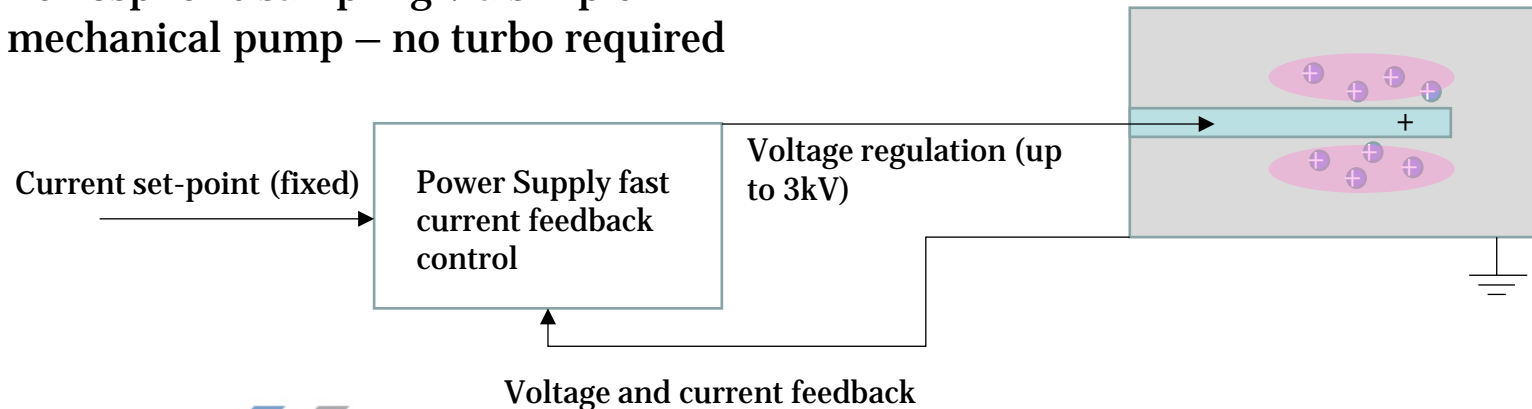 mechanical pump – no turbo required
Current set-point (fixed)
Power Supply fast
current feedback
control
Voltage regulation (up
to 3kV)
+ + + +
+
+ + + +
Voltage and current feedback